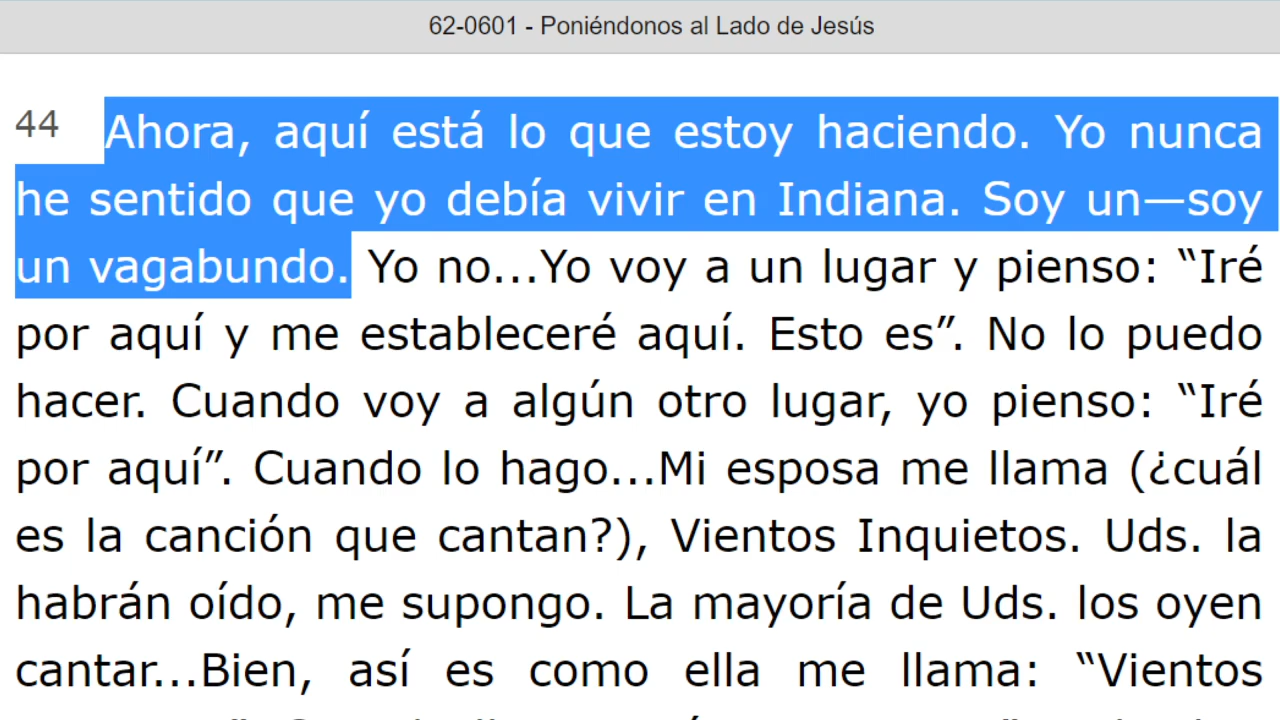 62-0601 - Poniéndonos al Lado de Jesús
44 Ahora, aquí está lo que estoy haciendo. Yo nunca
he sentido que yo debía vivir en Indiana. Soy un—soy
un vagabundo. Yo no...Yo voy a un lugar y pienso: “Iré
por aquí y me estableceré aquí. Esto es”. No lo puedo
hacer. Cuando voy a algún otro lugar, yo pienso: “Iré
por aquí”. Cuando lo hago...Mi esposa me llama (¿cuál
es la canción que cantan?), Vientos Inquietos. Uds. la
habrán oído, me supongo. La mayoría de Uds. los oyen
cantar...Bien, así es como ella me llama: “Vientos